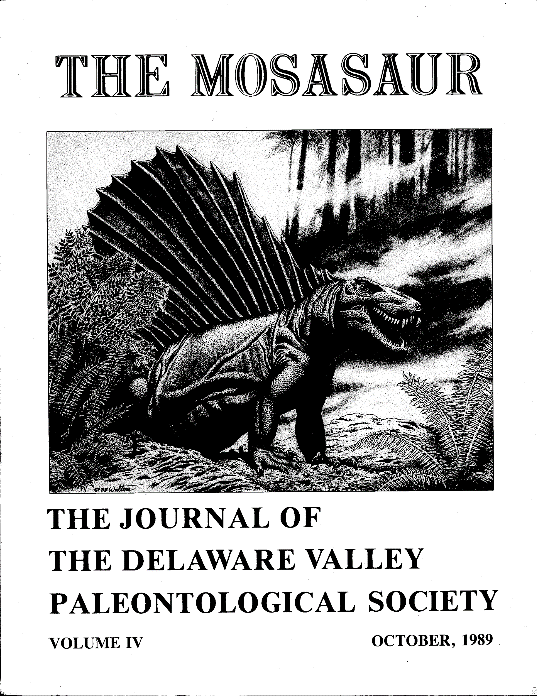 THE MOSASAUR
THE JOURNAL OF
THE DELAWARE VALLEY
PALEONTOLOGICAL SOCIETY
VOLUME IV OCTOBER, 1989